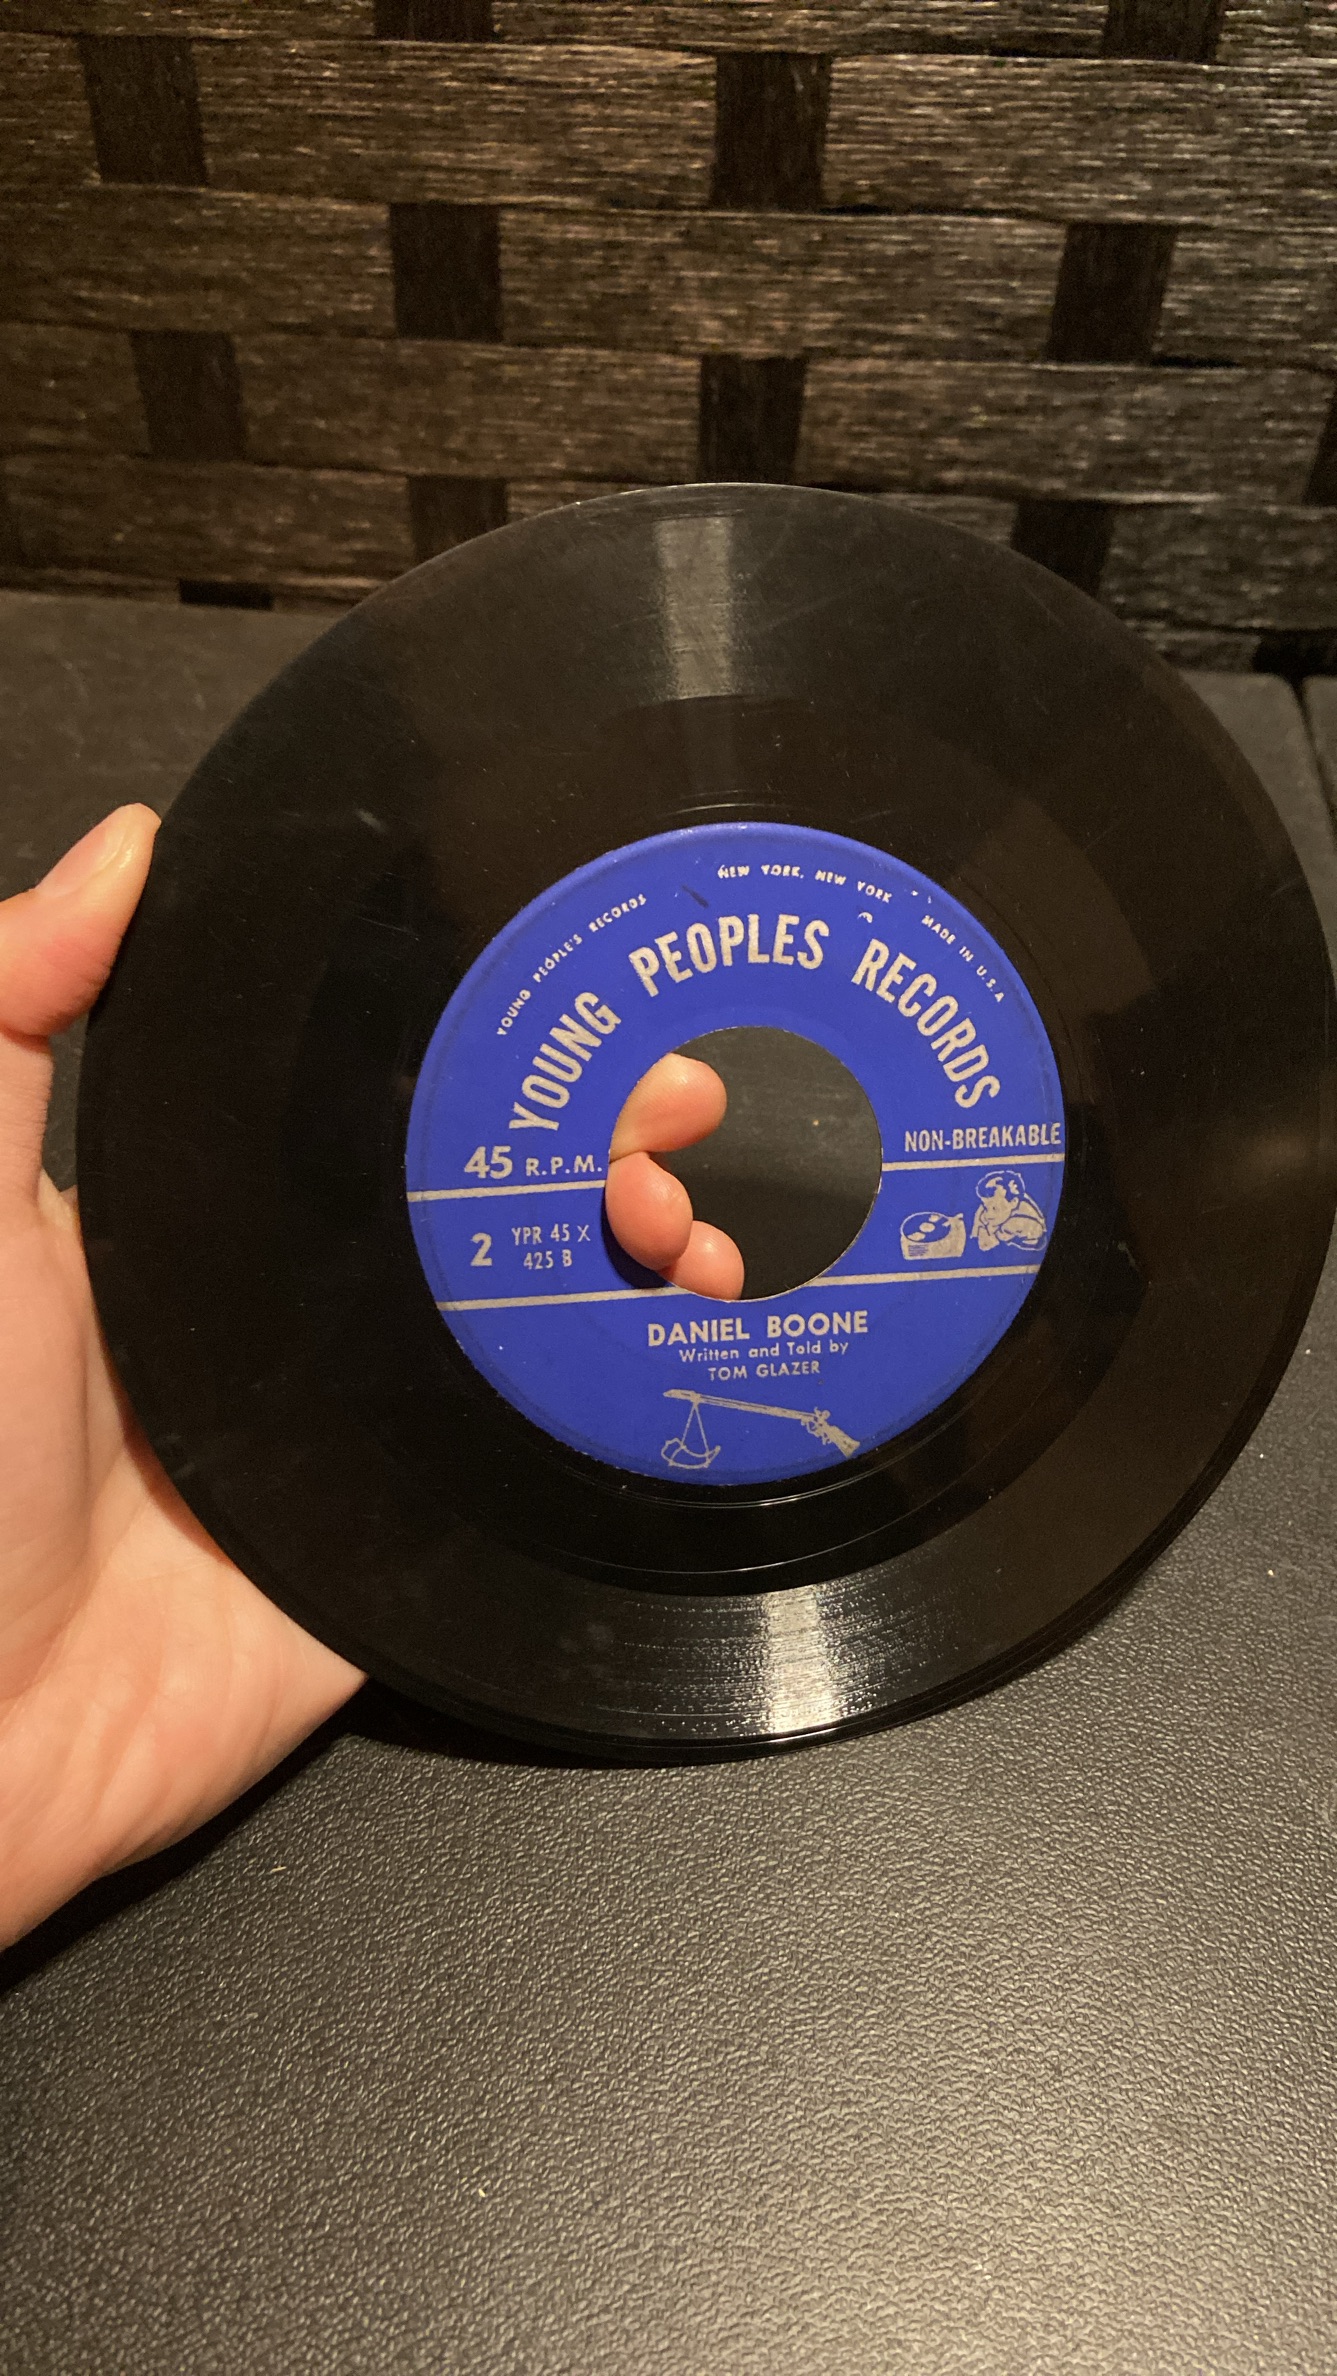 YOUNG PEOPLE'S RECORDS NEW YORK, NEW YORK MADE IN U.S.A
YOUNG PEOPLES RECORDS
45 R.P.M.
NON-BREAKABLE
2
YPR 45 X
425 B
DANIEL BOONE
Written and Told by
TOM GLAZER